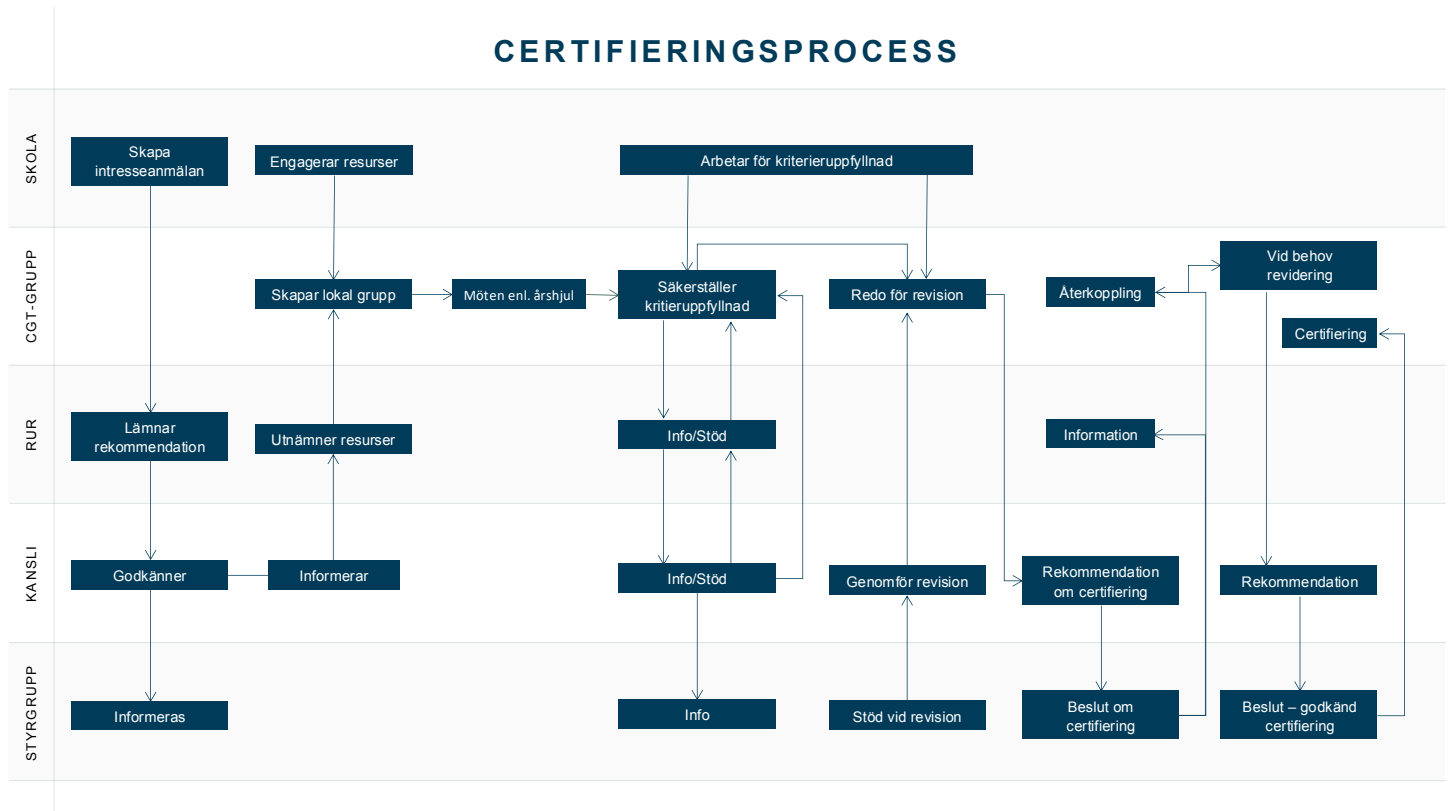 CERTIFIERINGSPROCESS
SKOLA
Skapa
intresseanmälan
Engagerar resurser
Arbetar för kriterieruppfyllnad
CGT-GRUPP
Skapar lokal grupp
Möten enl. årshjul
Säkerställer
kritieruppfyllnad
Redo för revision
Återkoppling
Vid behov
revidering
Certifiering
RUR
Lämnar
rekommendation
Utnämner resurser
Info/Stöd
Information
KANSLI
Godkänner
Informerar
Info/Stöd
Genomför revision
Rekommendation
om certifiering
Rekommendation
STYRGRUPP
Informeras
Info
Stöd vid revision
Beslut om
certifiering
Beslut – godkänd
certifiering